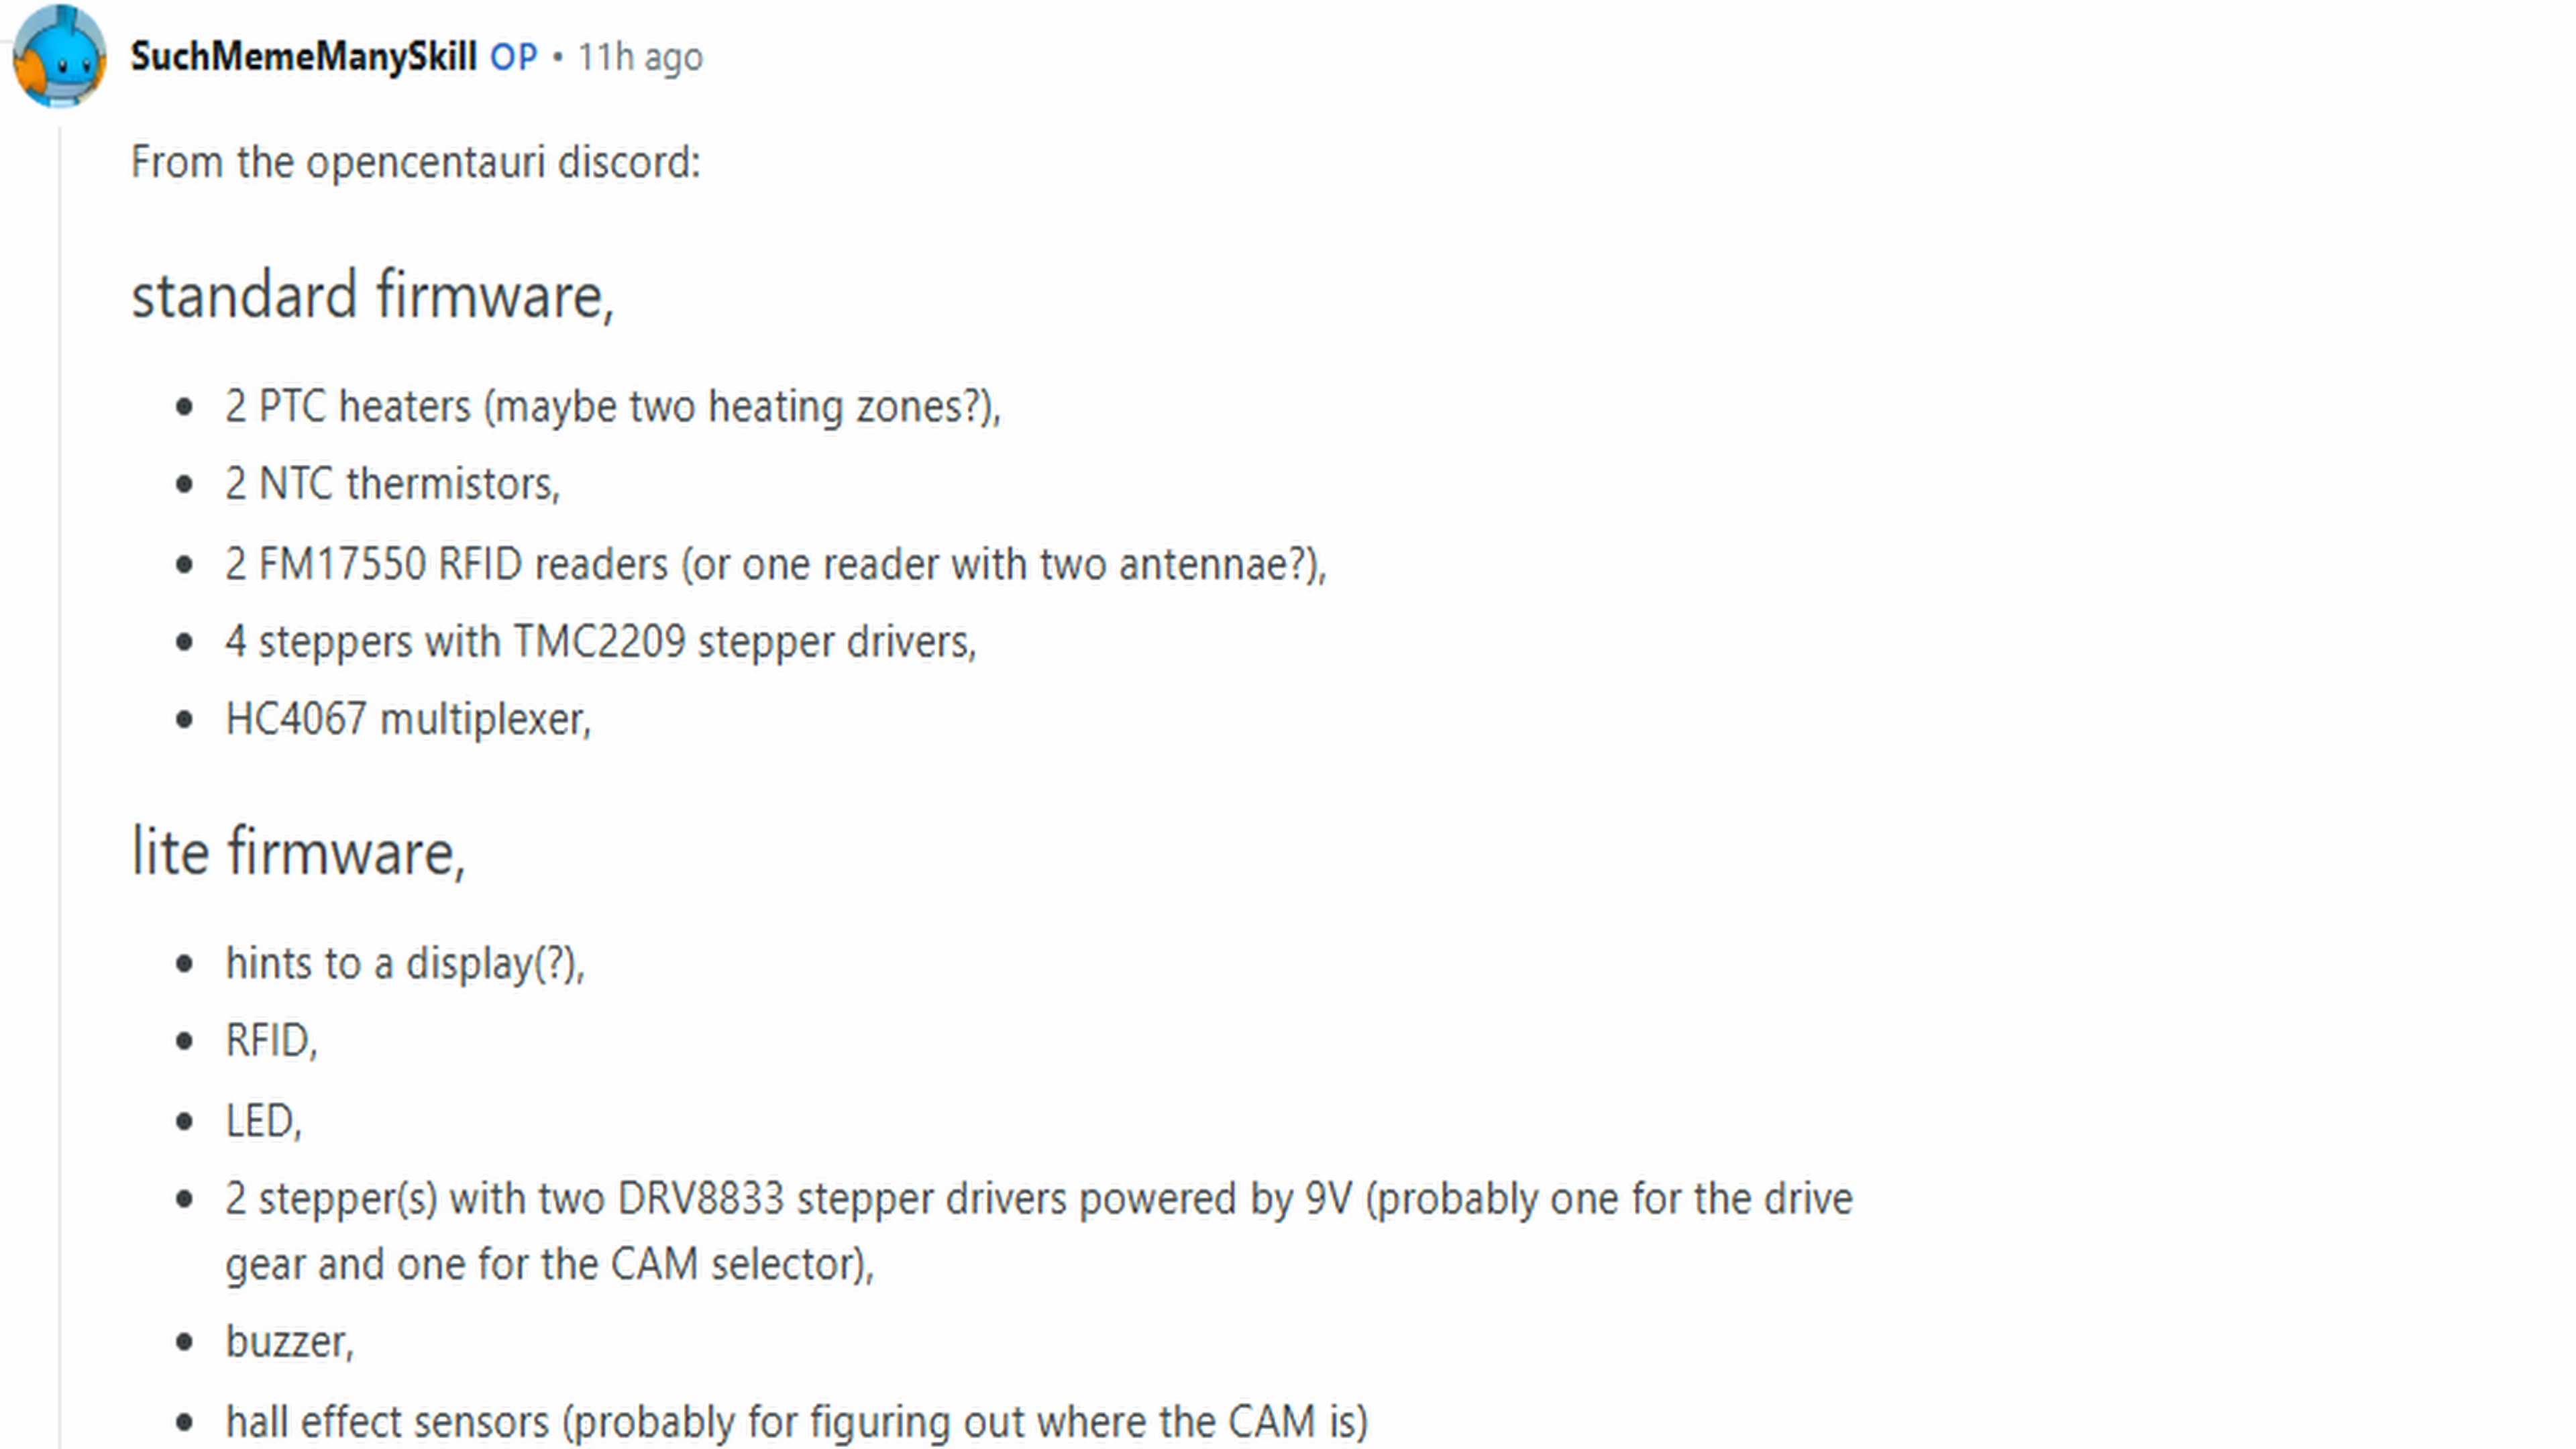 SuchMemeManySkill OP • 11h ago
From the opencentauri discord:
standard firmware,
• 2 PTC heaters (maybe two heating zones?),
• 2 NTC thermistors,
• 2 FM17550 RFID readers (or one reader with two antennae?),
• 4 steppers with TMC2209 stepper drivers,
• HC4067 multiplexer,
lite firmware,
• hints to a display(?),
• RFID,
• LED,
• 2 stepper(s) with two DRV8833 stepper drivers powered by 9V (probably one for the drive
gear and one for the CAM selector),
• buzzer,
• hall effect sensors (probably for figuring out where the CAM is)